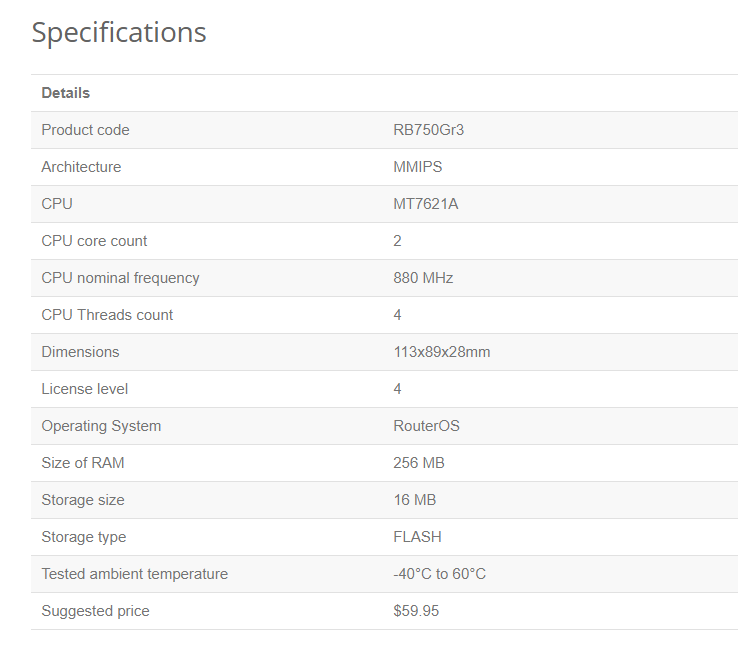 Specifications
Details
Product code RB750Gr3
Architecture MMIPS
CPU MT7621A
CPU core count 2
CPU nominal frequency 880 MHz
CPU Threads count 4
Dimensions 113x89x28mm
License level 4
Operating System RouterOS
Size of RAM 256 MB
Storage size 16 MB
Storage type FLASH
Tested ambient temperature -40°C to 60°C
Suggested price $59.95